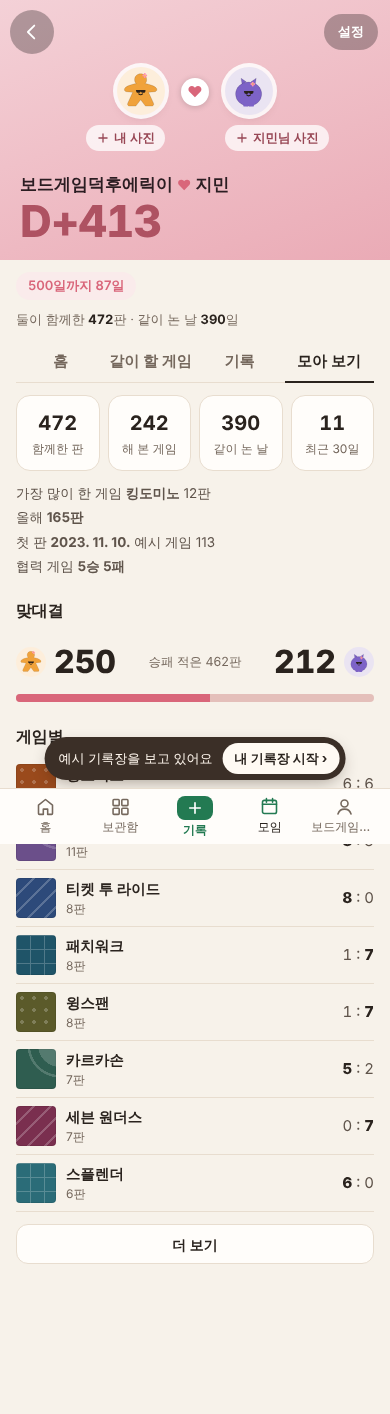 설정
+ 내 사진
+ 지민님 사진
보드게임덕후에릭이 ♥ 지민
D+413
500일까지 87일
둘이 함께한 472판 · 같이 논 날 390일
홈 같이 할 게임 기록 모아 보기
472 242 390 11
함께한 판 해 본 게임 같이 논 날 최근 30일
가장 많이 한 게임 킹도미노 12판
올해 165판
첫 판 2023. 11. 10. 예시 게임 113
협력 게임 5승 5패
맞대결
250 승패 적은 462판 212
게임별
예시 기록장을 보고 있어요 내 기록장 시작 ›
6 : 6
홈 보관함 기록 모임 보드게임...
11판
티켓 투 라이드 8 : 0
8판
패치워크 1 : 7
8판
윙스팬 1 : 7
8판
카르카손 5 : 2
7판
세븐 원더스 0 : 7
7판
스플렌더 6 : 0
6판
더 보기